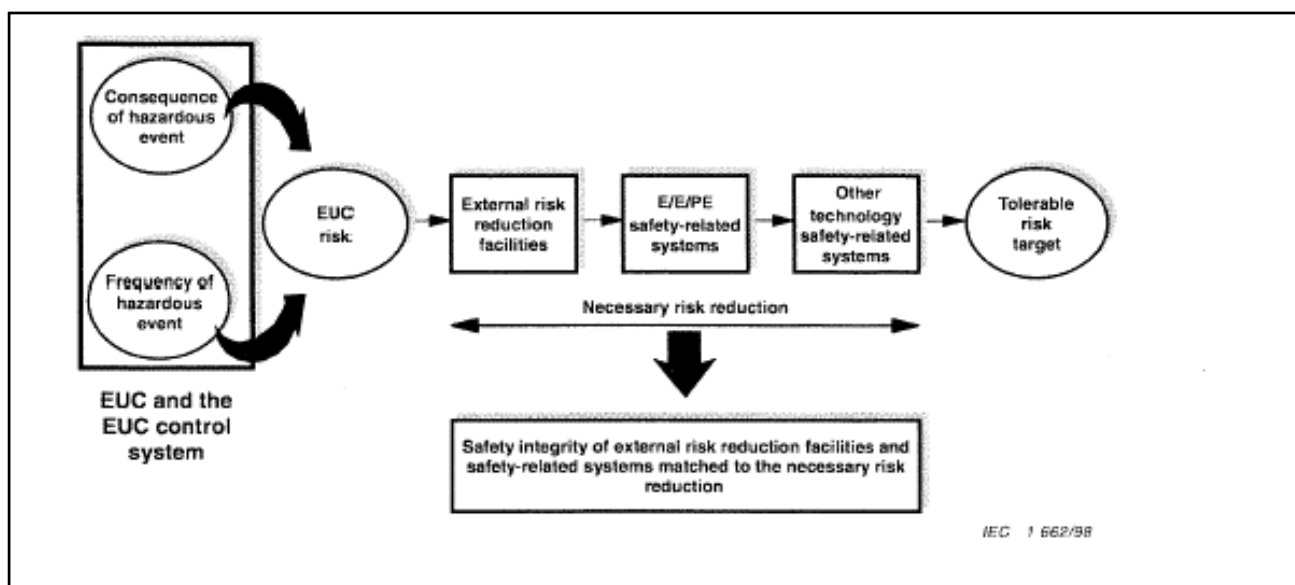 Consequence
of hazardous
event
Frequency of
hazardous
event
EUC and the
EUC control
system
EUC
risk
External risk
reduction
facilities
E/E/PE
safety-related
systems
Other
technology
safety-related
systems
Tolerable
risk
target
Necessary risk reduction
Safety integrity of external risk reduction facilities and
safety-related systems matched to the necessary risk
reduction
IEC 1 662/98